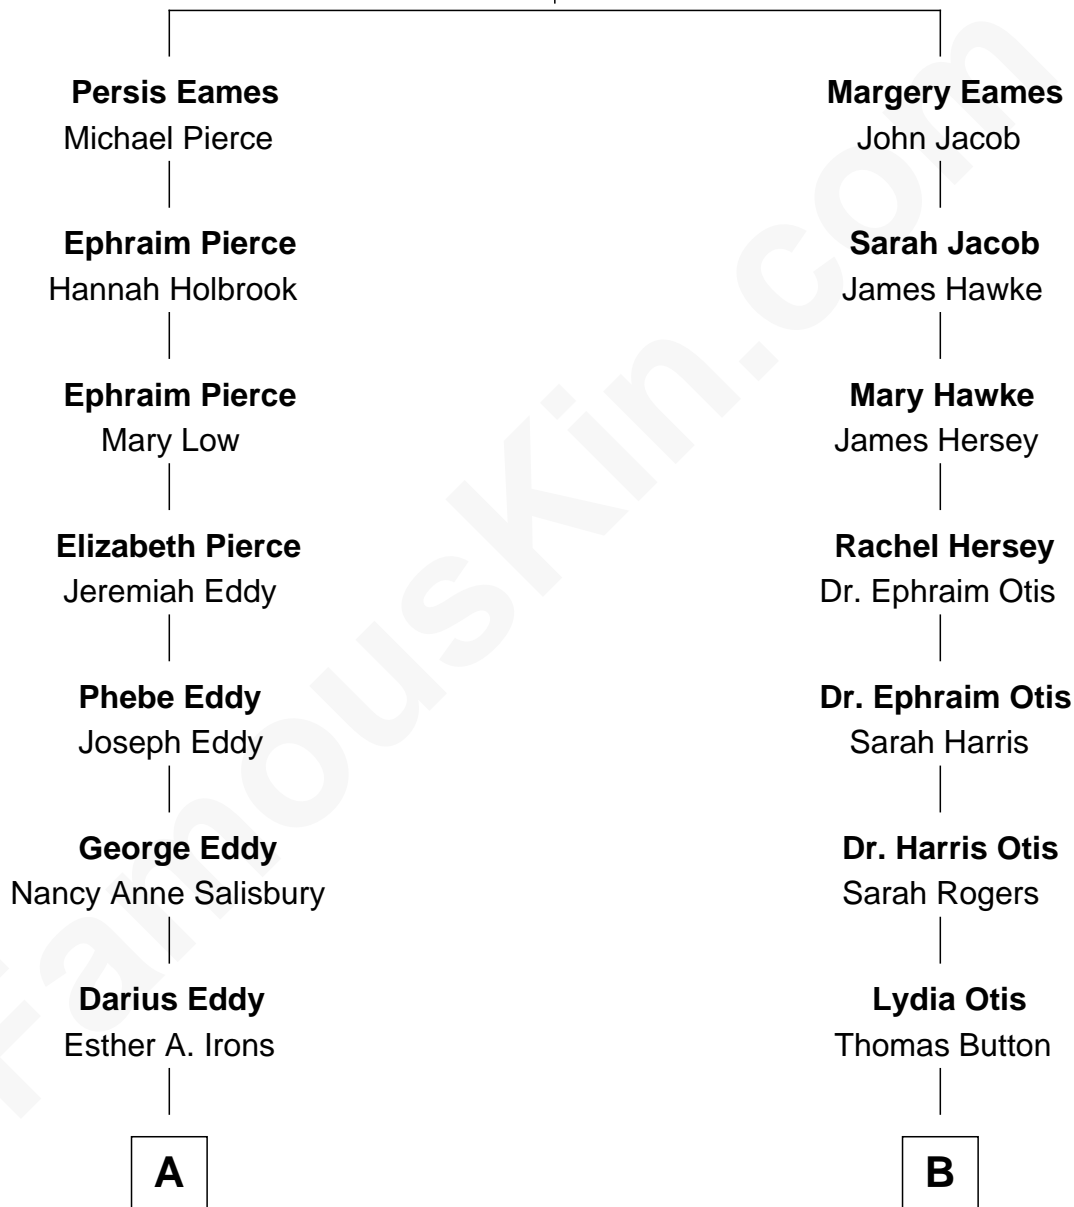 Persis Eames
Michael Pierce
Margery Eames
John Jacob
Ephraim Pierce
Hannah Holbrook
Sarah Jacob
James Hawke
Ephraim Pierce
Mary Low
Mary Hawke
James Hersey
Elizabeth Pierce
Jeremiah Eddy
Rachel Hersey
Dr. Ephraim Otis
Phebe Eddy
Joseph Eddy
Dr. Ephraim Otis
Sarah Harris
George Eddy
Nancy Anne Salisbury
Dr. Harris Otis
Sarah Rogers
Darius Eddy
Esther A. Irons
Lydia Otis
Thomas Button
A
B
FamousKin.com